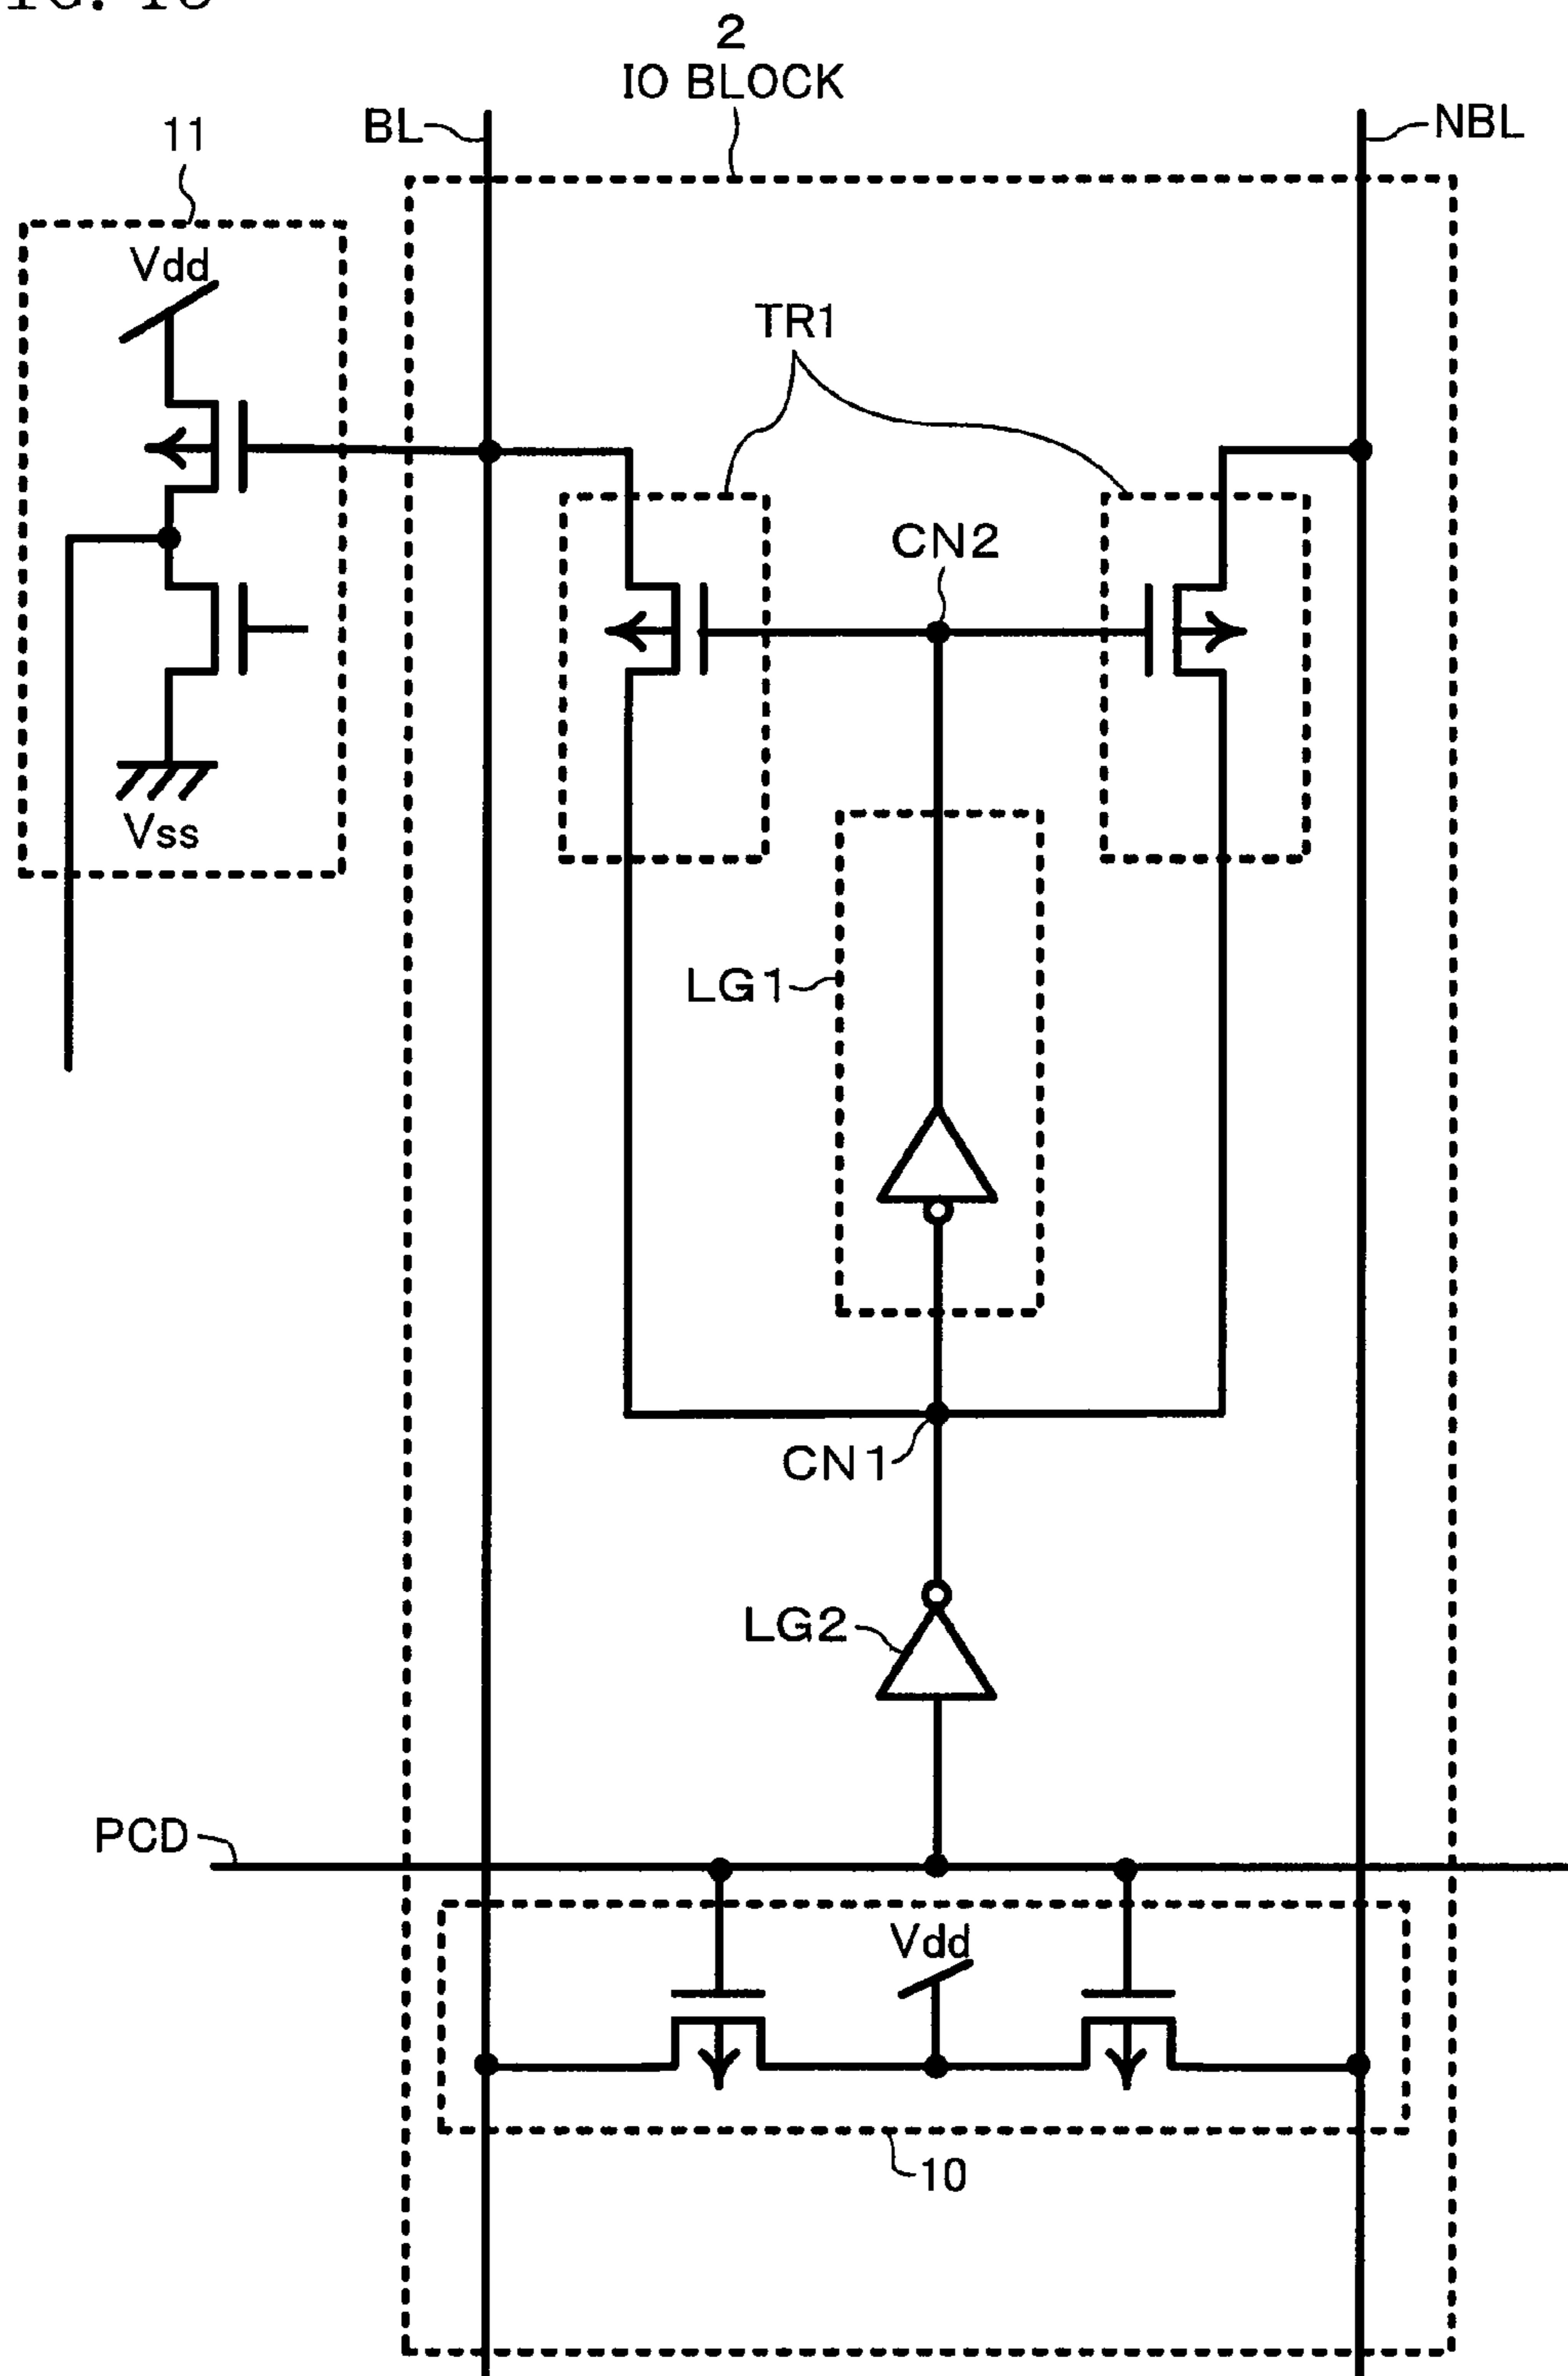 2
IO BLOCK
11
BL
NBL
Vdd
TR1
CN2
Vss
LG1
CN1
LG2
PCD
Vdd
10